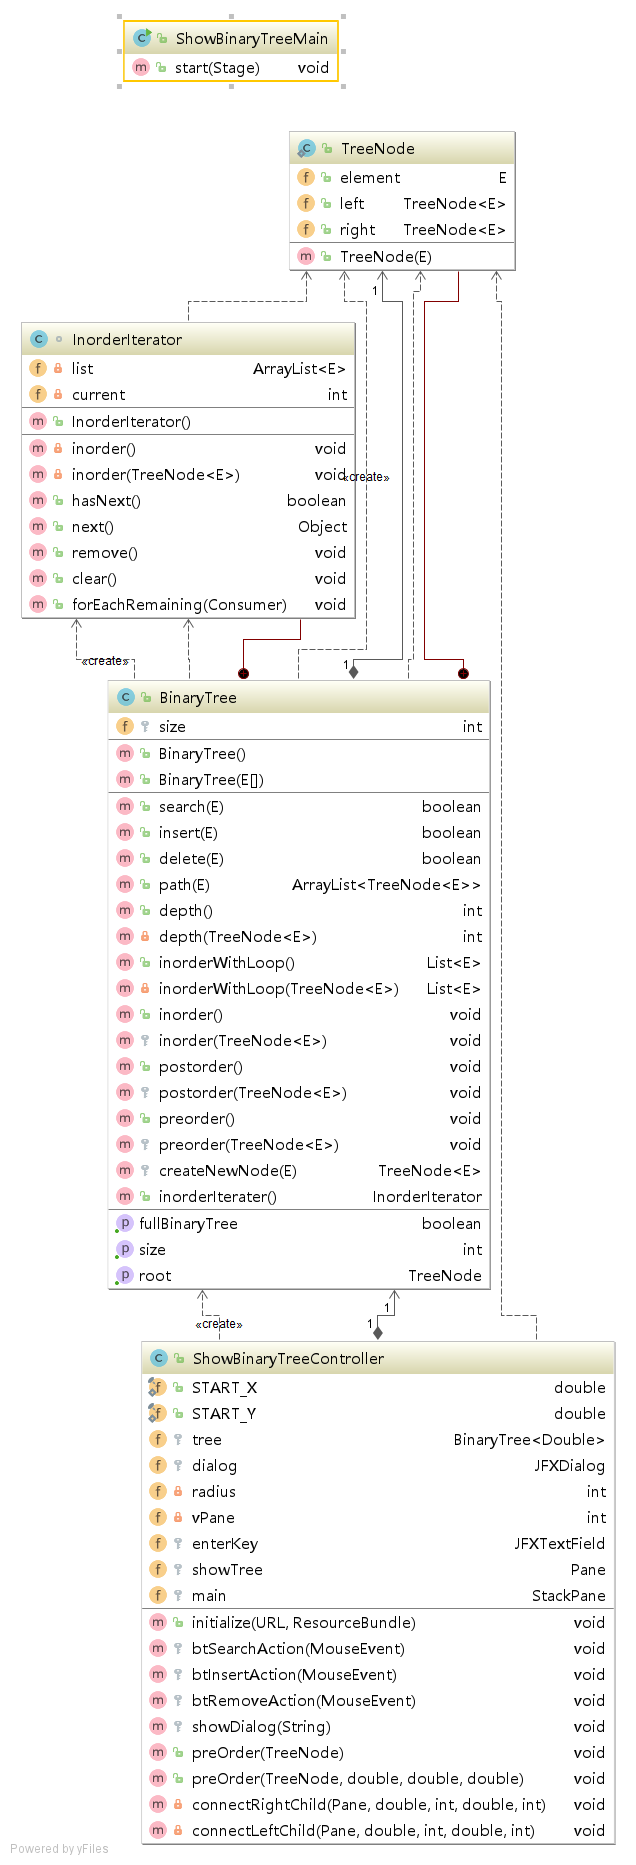 ShowBinaryTreeMain
start(Stage) void
TreeNode
element E
left TreeNode<E>
right TreeNode<E>
TreeNode(E)
1
InorderIterator
list ArrayList<E>
current int
InorderIterator()
inorder() void
inorder(TreeNode<E>) void
«create»
hasNext() boolean
next() Object
remove() void
clear() void
forEachRemaining(Consumer) void
«create»
1
BinaryTree
size int
BinaryTree()
BinaryTree(E[])
search(E) boolean
insert(E) boolean
delete(E) boolean
path(E) ArrayList<TreeNode<E>>
depth() int
depth(TreeNode<E>) int
inorderWithLoop() List<E>
inorderWithLoop(TreeNode<E>) List<E>
inorder() void
inorder(TreeNode<E>) void
postorder() void
postorder(TreeNode<E>) void
preorder() void
preorder(TreeNode<E>) void
createNewNode(E) TreeNode<E>
inorderIterater() InorderIterator
fullBinaryTree boolean
size int
root TreeNode
1
«create» 1
ShowBinaryTreeController
START_X double
START_Y double
tree BinaryTree<Double>
dialog JFXDialog
radius int
vPane int
enterKey JFXTextField
showTree Pane
main StackPane
initialize(URL, ResourceBundle) void
btSearchAction(MouseEvent) void
btInsertAction(MouseEvent) void
btRemoveAction(MouseEvent) void
showDialog(String) void
preOrder(TreeNode) void
preOrder(TreeNode, double, double, double) void
connectRightChild(Pane, double, int, double, int) void
connectLeftChild(Pane, double, int, double, int) void
Powered by yFiles